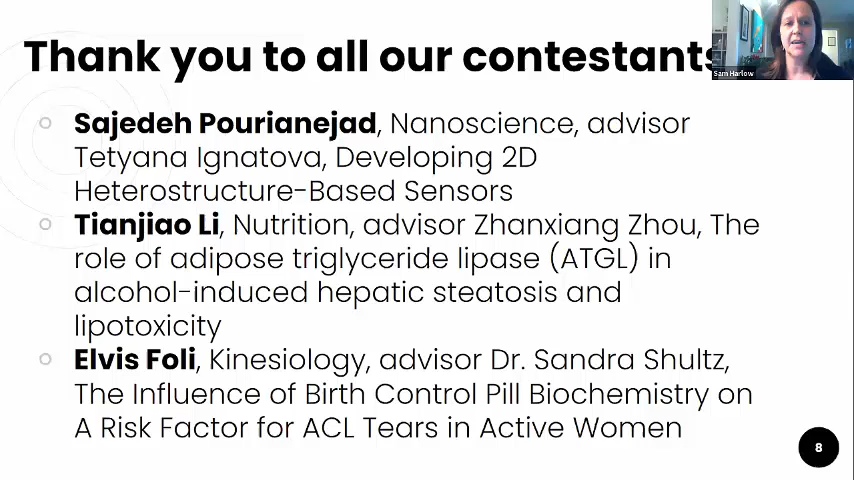 Thank you to all our contestants
Sam Harlow
Sajedeh Pourianejad, Nanoscience, advisor
Tetyana Ignatova, Developing 2D
Heterostructure-Based Sensors
Tianjiao Li, Nutrition, advisor Zhanxiang Zhou, The
role of adipose triglyceride lipase (ATGL) in
alcohol-induced hepatic steatosis and
lipotoxicity
Elvis Foli, Kinesiology, advisor Dr. Sandra Shultz,
The Influence of Birth Control Pill Biochemistry on
A Risk Factor for ACL Tears in Active Women
8